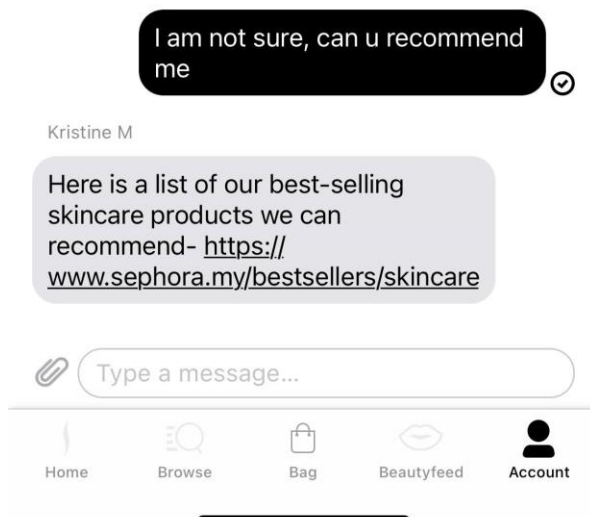 I am not sure, can u recommend
me
Kristine M
Here is a list of our best-selling
skincare products we can
recommend- https://
www.sephora.my/bestsellers/skincare
Type a message...
Home Browse Bag Beautyfeed Account